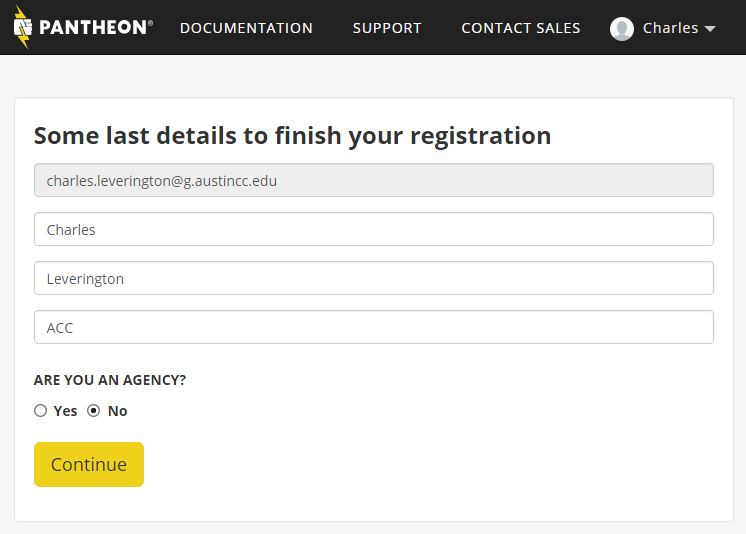 PANTHEON® DOCUMENTATION SUPPORT CONTACT SALES Charles
Some last details to finish your registration
charles.leverington@g.austincc.edu
Charles
Leverington
ACC
ARE YOU AN AGENCY?
Yes No
Continue